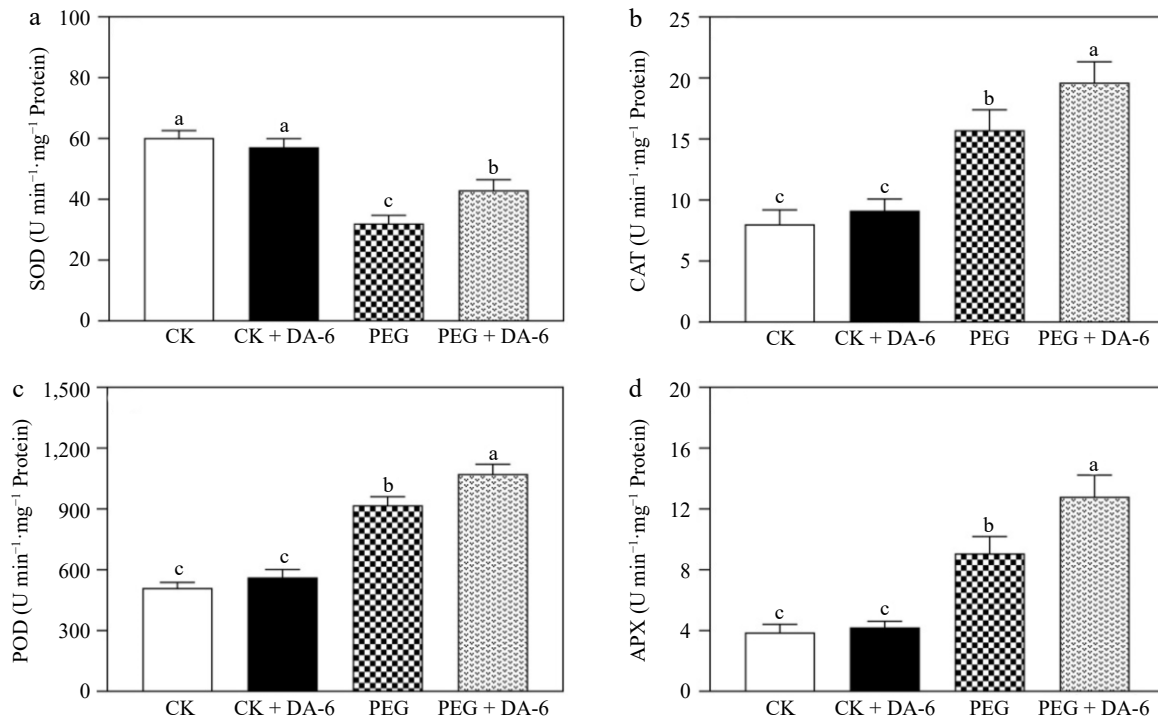 a
SOD (U min⁻¹·mg⁻¹ Protein)
100
80
60
40
20
0
a
a
c
b
CK
CK + DA-6
PEG
PEG + DA-6
b
CAT (U min⁻¹·mg⁻¹ Protein)
25
20
15
10
5
0
c
c
b
a
CK
CK + DA-6
PEG
PEG + DA-6
c
POD (U min⁻¹·mg⁻¹ Protein)
1,500
1,200
900
600
300
0
c
c
b
a
CK
CK + DA-6
PEG
PEG + DA-6
d
APX (U min⁻¹·mg⁻¹ Protein)
20
16
12
8
4
0
c
c
b
a
CK
CK + DA-6
PEG
PEG + DA-6